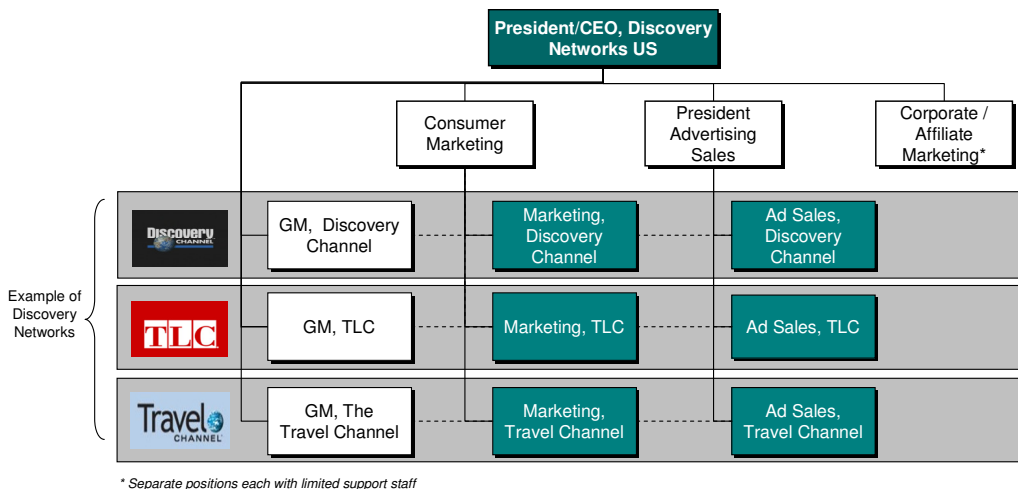 President/CEO, Discovery
Networks US
Consumer
Marketing
President
Advertising
Sales
Corporate /
Affiliate
Marketing*
Example of
Discovery
Networks
DISCOVERY
CHANNEL
GM, Discovery
Channel
Marketing,
Discovery
Channel
Ad Sales,
Discovery
Channel
TLC
GM, TLC
Marketing, TLC
Ad Sales, TLC
Travel
CHANNEL
GM, The
Travel Channel
Marketing,
Travel Channel
Ad Sales,
Travel Channel
* Separate positions each with limited support staff